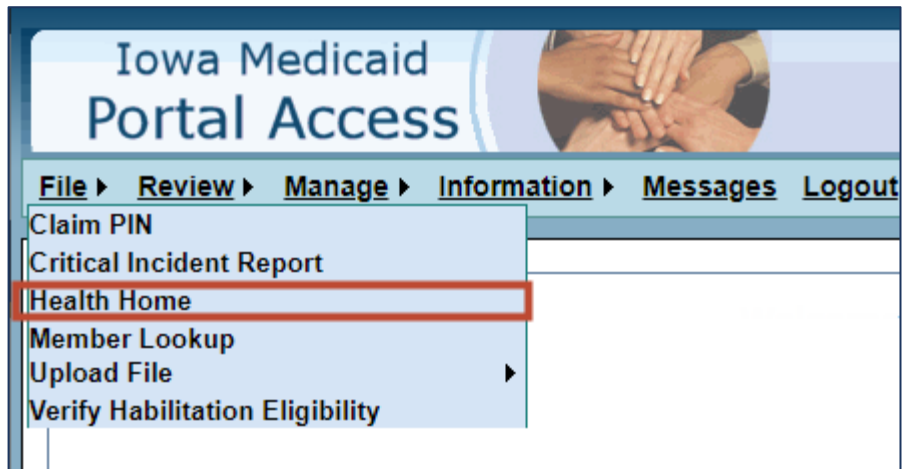 Iowa Medicaid
Portal Access
File Review Manage Information Messages Logout
Claim PIN
Critical Incident Report
Health Home
Member Lookup
Upload File
Verify Habilitation Eligibility